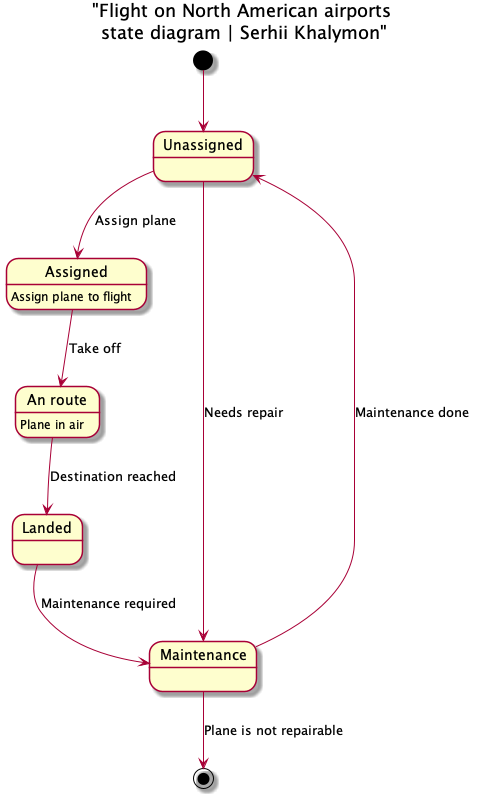 "Flight on North American airports
state diagram | Serhii Khalymon"
Unassigned
Assign plane
Assigned
Assign plane to flight
Take off
An route
Plane in air
Needs repair
Maintenance done
Destination reached
Landed
Maintenance required
Maintenance
Plane is not repairable